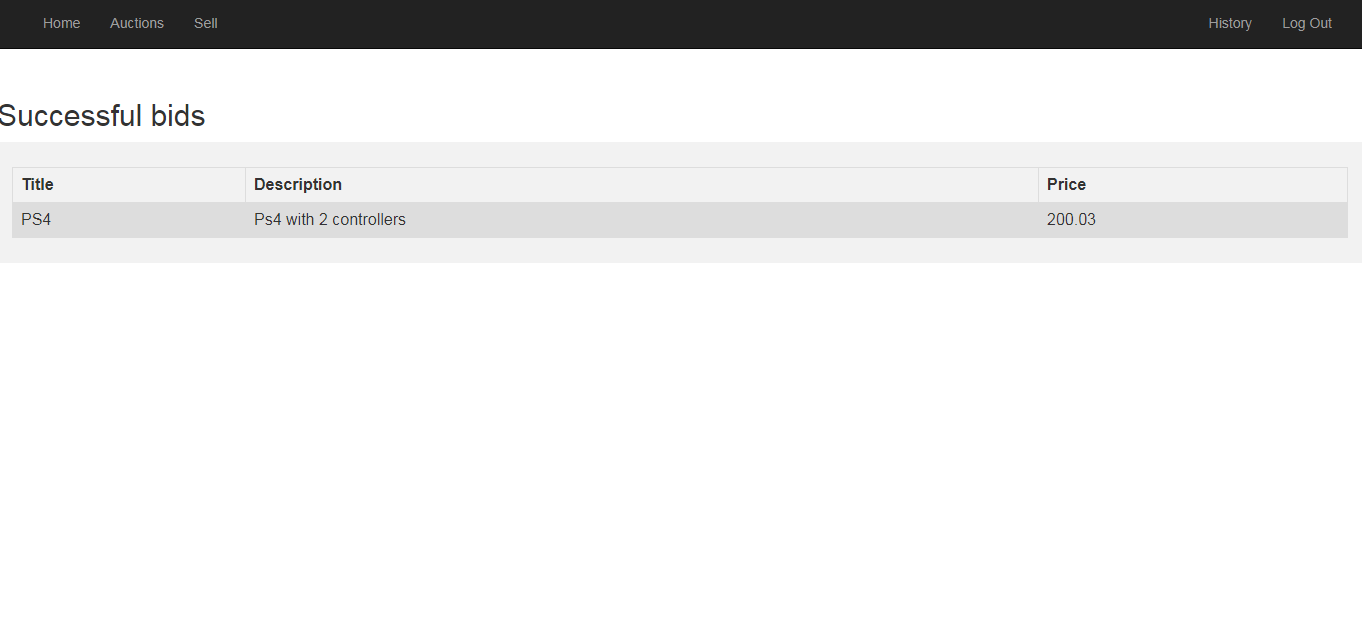 Home Auctions Sell History Log Out
Successful bids
Title Description Price
PS4 Ps4 with 2 controllers 200.03